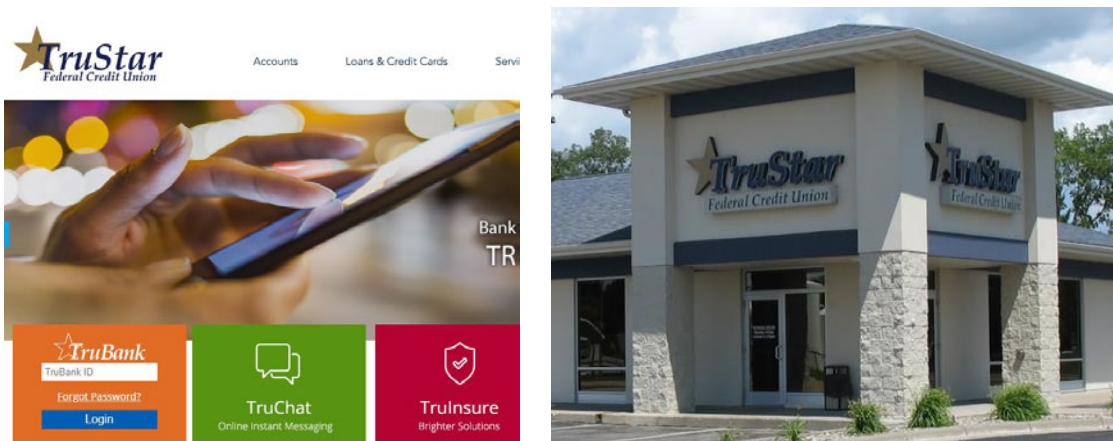 TruStar
Federal Credit Union
Accounts
Loans & Credit Cards
Servi
Bank
TR
TruBank
TruBank ID
Forgot Password?
Login
TruChat
Online Instant Messaging
TruInsure
Brighter Solutions
TruStar
Federal Credit Union
TruStar
Federal Credit Union